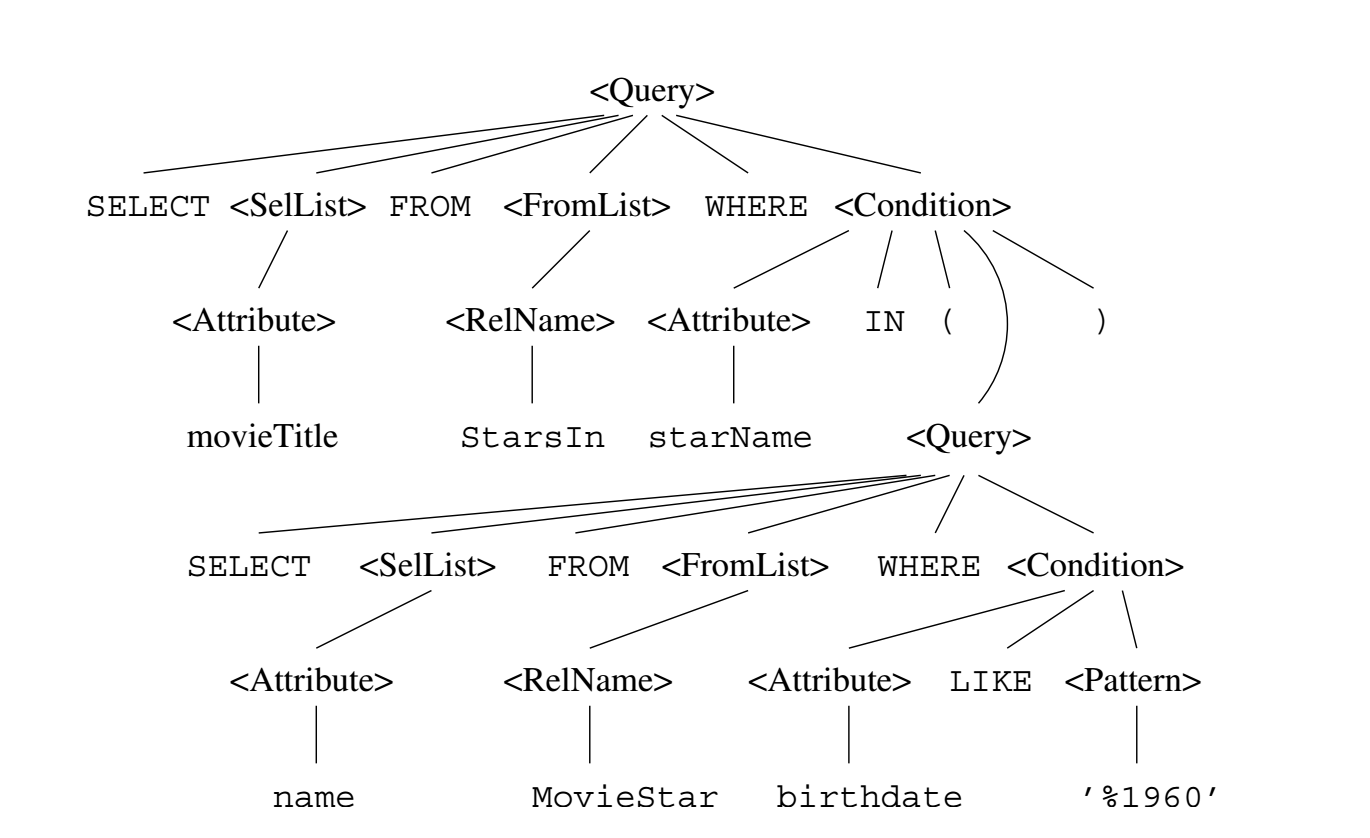 <Query>
SELECT <SelList> FROM <FromList> WHERE <Condition>
<Attribute> <RelName> <Attribute> IN ( )
movieTitle StarsIn starName <Query>
SELECT <SelList> FROM <FromList> WHERE <Condition>
<Attribute> <RelName> <Attribute> LIKE <Pattern>
name MovieStar birthdate '%1960'